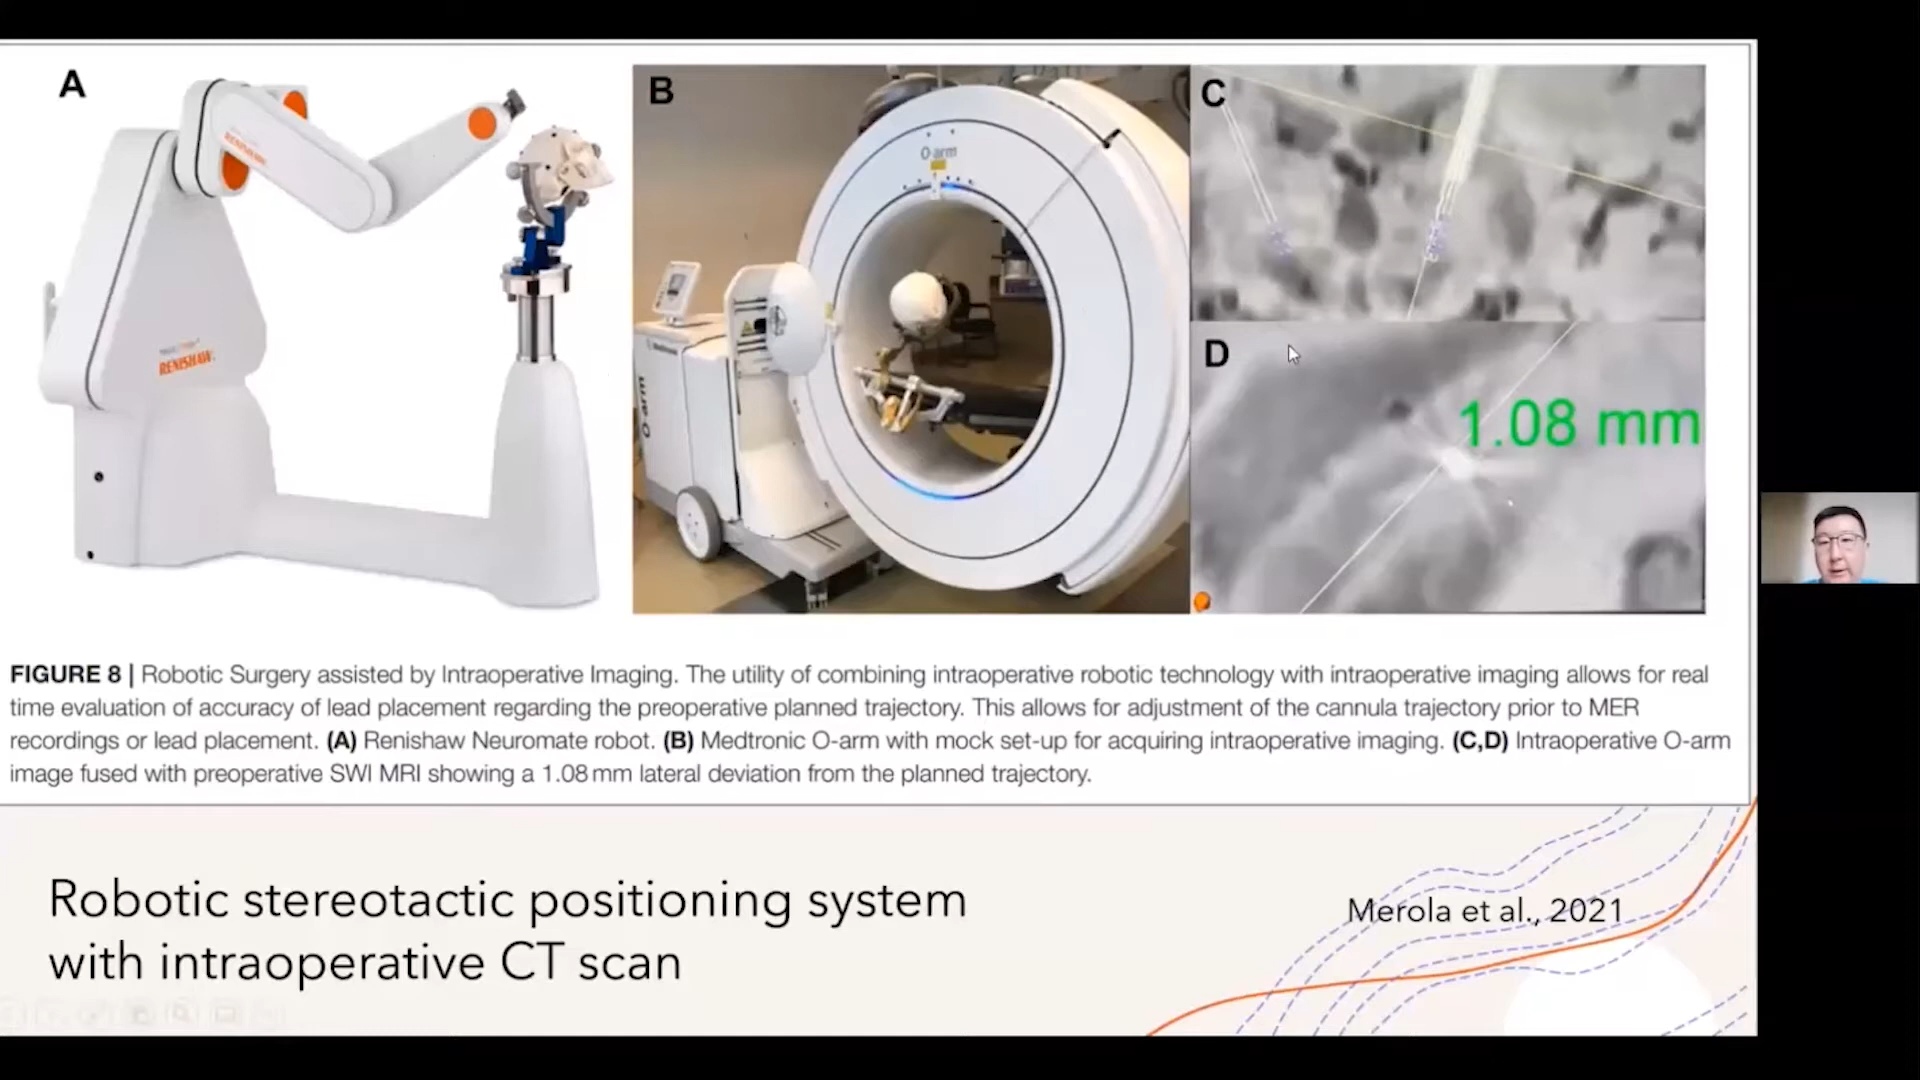 A
RENISHAW
RENISHAW
B
O-arm
O-arm
C
D
1.08 mm
FIGURE 8 | Robotic Surgery assisted by Intraoperative Imaging. The utility of combining intraoperative robotic technology with intraoperative imaging allows for real
time evaluation of accuracy of lead placement regarding the preoperative planned trajectory. This allows for adjustment of the cannula trajectory prior to MER
recordings or lead placement. (A) Renishaw Neuromate robot. (B) Medtronic O-arm with mock set-up for acquiring intraoperative imaging. (C,D) Intraoperative O-arm
image fused with preoperative SWI MRI showing a 1.08 mm lateral deviation from the planned trajectory.
Robotic stereotactic positioning system
with intraoperative CT scan
Merola et al., 2021